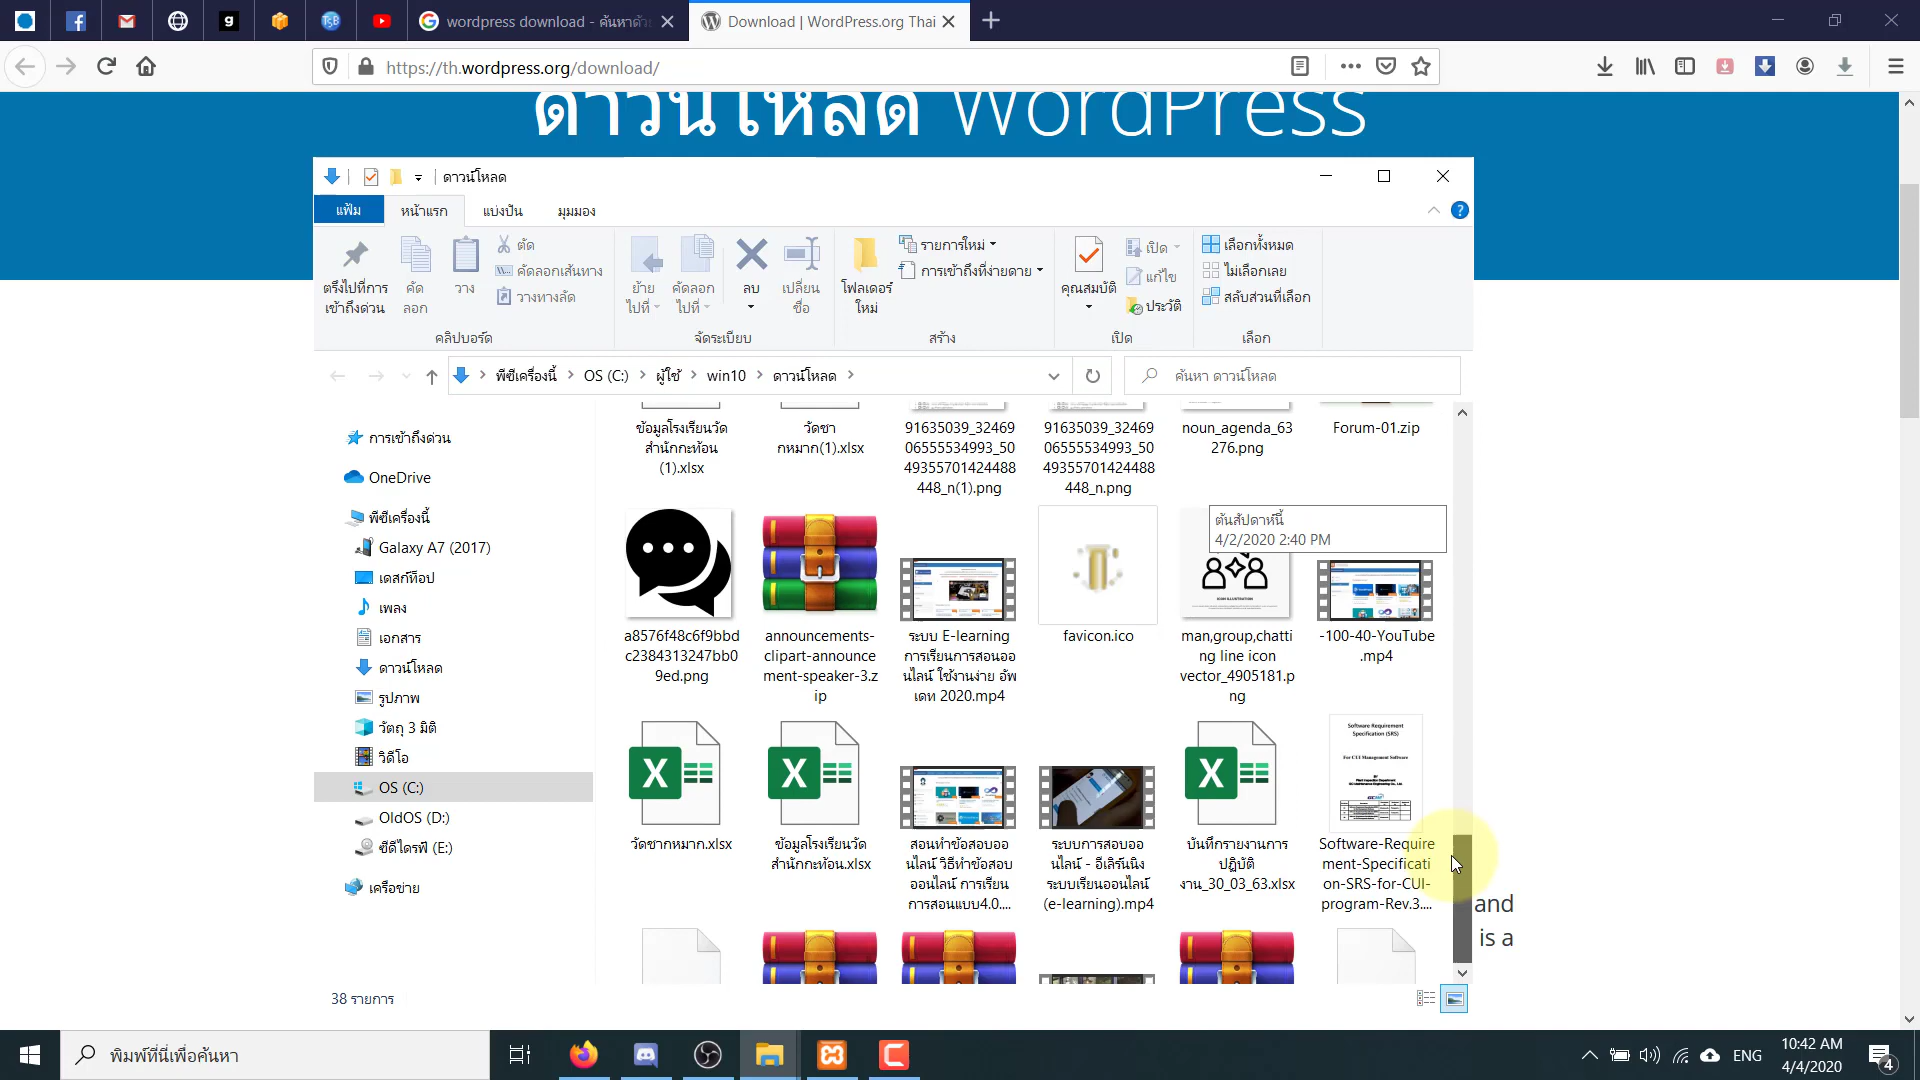 wordpress download - ค้นหาด้วย
Download | WordPress.org Thai
https://th.wordpress.org/download/
ดาวน์โหลด WordPress
ดาวน์โหลด
แฟ้ม
หน้าแรก
แบ่งปัน
มุมมอง
ตรึงไปที่การ
เข้าถึงด่วน
คัด
ลอก
วาง
ตัด
คัดลอกเส้นทาง
วางทางลัด
คลิปบอร์ด
ย้าย
ไปที่
คัดลอก
ไปที่
ลบ
เปลี่ยน
ชื่อ
จัดระเบียบ
โฟลเดอร์
ใหม่
รายการใหม่
การเข้าถึงที่ง่ายดาย
สร้าง
คุณสมบัติ
เปิด
แก้ไข
ประวัติ
เปิด
เลือกทั้งหมด
ไม่เลือกเลย
สลับส่วนที่เลือก
เลือก
พีซีเครื่องนี้
OS (C:)
ผู้ใช้
win10
ดาวน์โหลด
ค้นหา ดาวน์โหลด
การเข้าถึงด่วน
OneDrive
พีซีเครื่องนี้
Galaxy A7 (2017)
เดสก์ท็อป
เพลง
เอกสาร
ดาวน์โหลด
รูปภาพ
วัตถุ 3 มิติ
วิดีโอ
OS (C:)
OldOS (D:)
ซีดีไดรฟ์ (E:)
เครือข่าย
ข้อมูลโรงเรียนวัด
สำนักกะท้อน
(1).xlsx
วัดซา
กหมาก(1).xlsx
91635039_32469
06555534993_50
49355701424488
448_n(1).png
91635039_32469
06555534993_50
49355701424488
448_n.png
noun_agenda_63
276.png
Forum-01.zip
ต้นสัปดาห์นี้
4/2/2020 2:40 PM
a8576f48c6f9bbd
c2384313247bb0
09ed.png
announcements-
clipart-announce
ment-speaker-3.z
ip
ระบบ E-learning
การเรียนการสอนออ
นไลน์ ใช้งานง่าย อัพ
เดท 2020.mp4
favicon.ico
man,group,chatti
ng line icon
vector_4905181.p
ng
-100-40-YouTube
.mp4
วัดซากหมาก.xlsx
ข้อมูลโรงเรียนวัด
สำนักกะท้อน.xlsx
สอนทำข้อสอบออ
นไลน์ วิธีทำข้อสอบ
ออนไลน์ การเรียน
การสอนแบบ4.0....
ระบบการสอบออ
นไลน์ - อีเลิร์นนิง
ระบบเรียนออนไลน์
(e-learning).mp4
บันทึกรายงานการ
ปฏิบัติ
งาน_30_03_63.xlsx
Software Requirement
Specification (SRS)
For CUI Management Software
Software-Require
ment-Specificati
on-SRS-for-CUI-
program-Rev.3....
and
is a
38 รายการ
พิมพ์ที่นี่เพื่อค้นหา
ENG
10:42 AM
4/4/2020
4